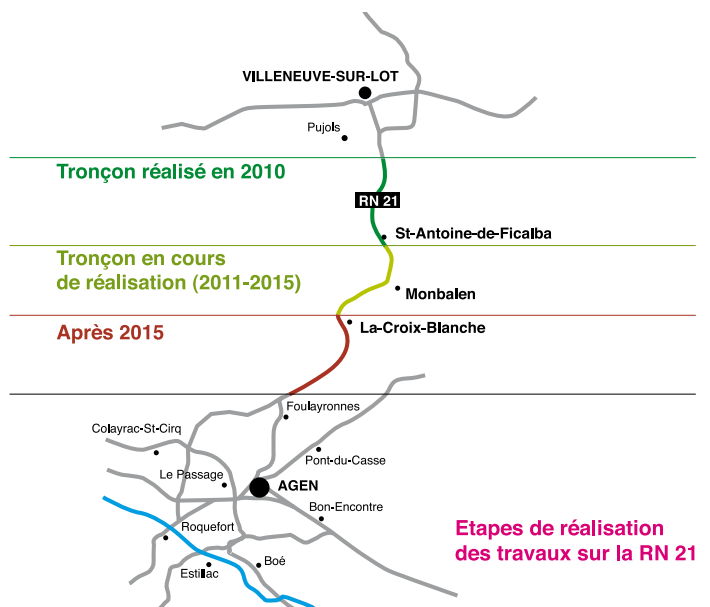 VILLENEUVE-SUR-LOT
Pujols
Tronçon réalisé en 2010
RN 21
St-Antoine-de-Ficalba
Tronçon en cours
de réalisation (2011-2015)
Monbalen
La-Croix-Blanche
Après 2015
Foulayronnes
Colayrac-St-Cirq
Pont-du-Casse
Le Passage
AGEN
Bon-Encontre
Roquefort
Boé
Estillac
Etapes de réalisation
des travaux sur la RN 21